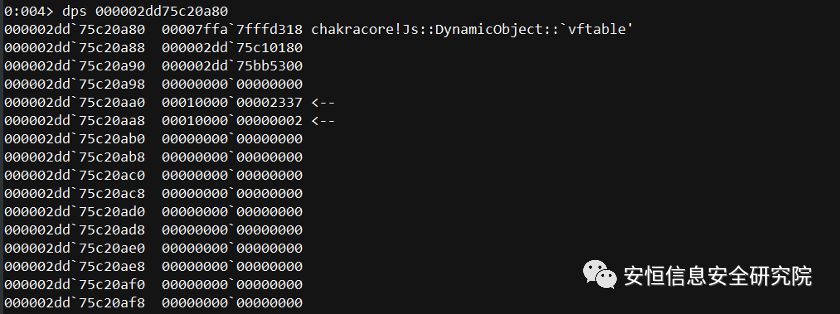 0:004> dps 000002dd75c20a80
000002dd`75c20a80  00007ffa`7fffd318 chakracore!Js::DynamicObject::`vftable'
000002dd`75c20a88  000002dd`75c10180
000002dd`75c20a90  000002dd`75bb5300
000002dd`75c20a98  00000000`00000000
000002dd`75c20aa0  00010000`00002337 <--
000002dd`75c20aa8  00010000`00000002 <--
000002dd`75c20ab0  00000000`00000000
000002dd`75c20ab8  00000000`00000000
000002dd`75c20ac0  00000000`00000000
000002dd`75c20ac8  00000000`00000000
000002dd`75c20ad0  00000000`00000000
000002dd`75c20ad8  00000000`00000000
000002dd`75c20ae0  00000000`00000000
000002dd`75c20ae8  00000000`00000000
000002dd`75c20af0  00000000`00000000
000002dd`75c20af8  00000000`00000000
安恒信息安全研究院